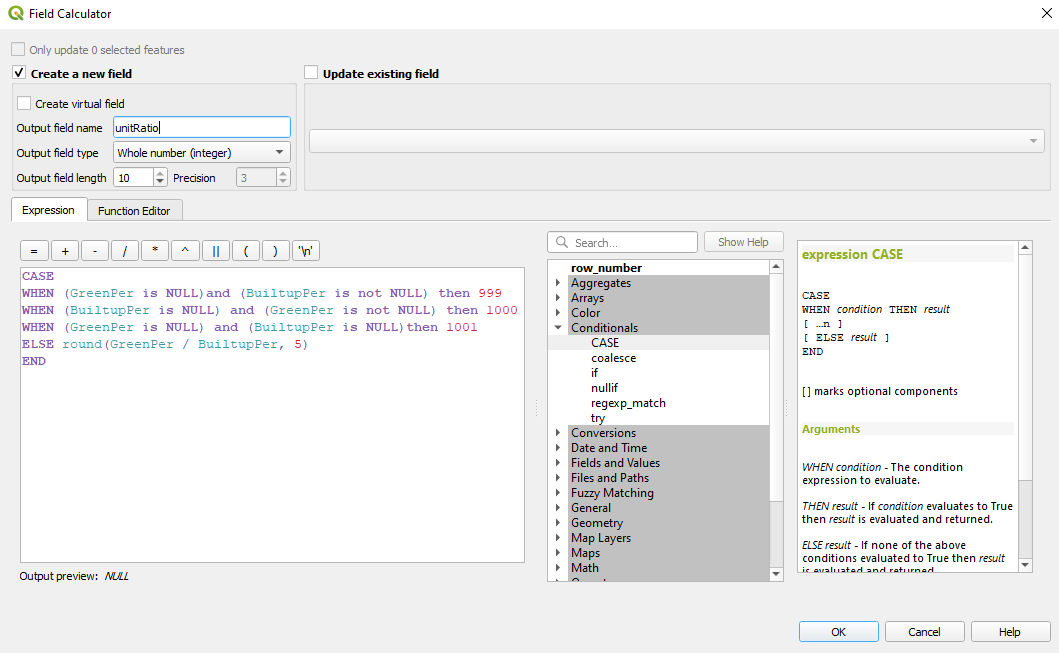 Field Calculator
Only update 0 selected features
Create a new field
Update existing field
Create virtual field
Output field name unitRatio
Output field type Whole number (integer)
Output field length 10 Precision 3
Expression Function Editor
= + - / * ^ || ( ) '\n'
CASE
WHEN (GreenPer is NULL)and (BuiltupPer is not NULL) then 999
WHEN (BuiltupPer is NULL) and (GreenPer is not NULL) then 1000
WHEN (GreenPer is NULL) and (BuiltupPer is NULL)then 1001
ELSE round(GreenPer / BuiltupPer, 5)
END
Output preview: NULL
Search... Show Help
row_number
Aggregates
Arrays
Color
Conditionals
CASE
coalesce
if
nullif
regexp_match
try
Conversions
Date and Time
Fields and Values
Files and Paths
Fuzzy Matching
General
Geometry
Map Layers
Maps
Math
expression CASE
CASE
WHEN condition THEN result
[ …n ]
[ ELSE result ]
END
[ ] marks optional components
Arguments
WHEN condition - The condition
expression to evaluate.
THEN result - If condition evaluates to True
then result is evaluated and returned.
ELSE result - If none of the above
conditions evaluated to True then result
is evaluated and returned
OK Cancel Help